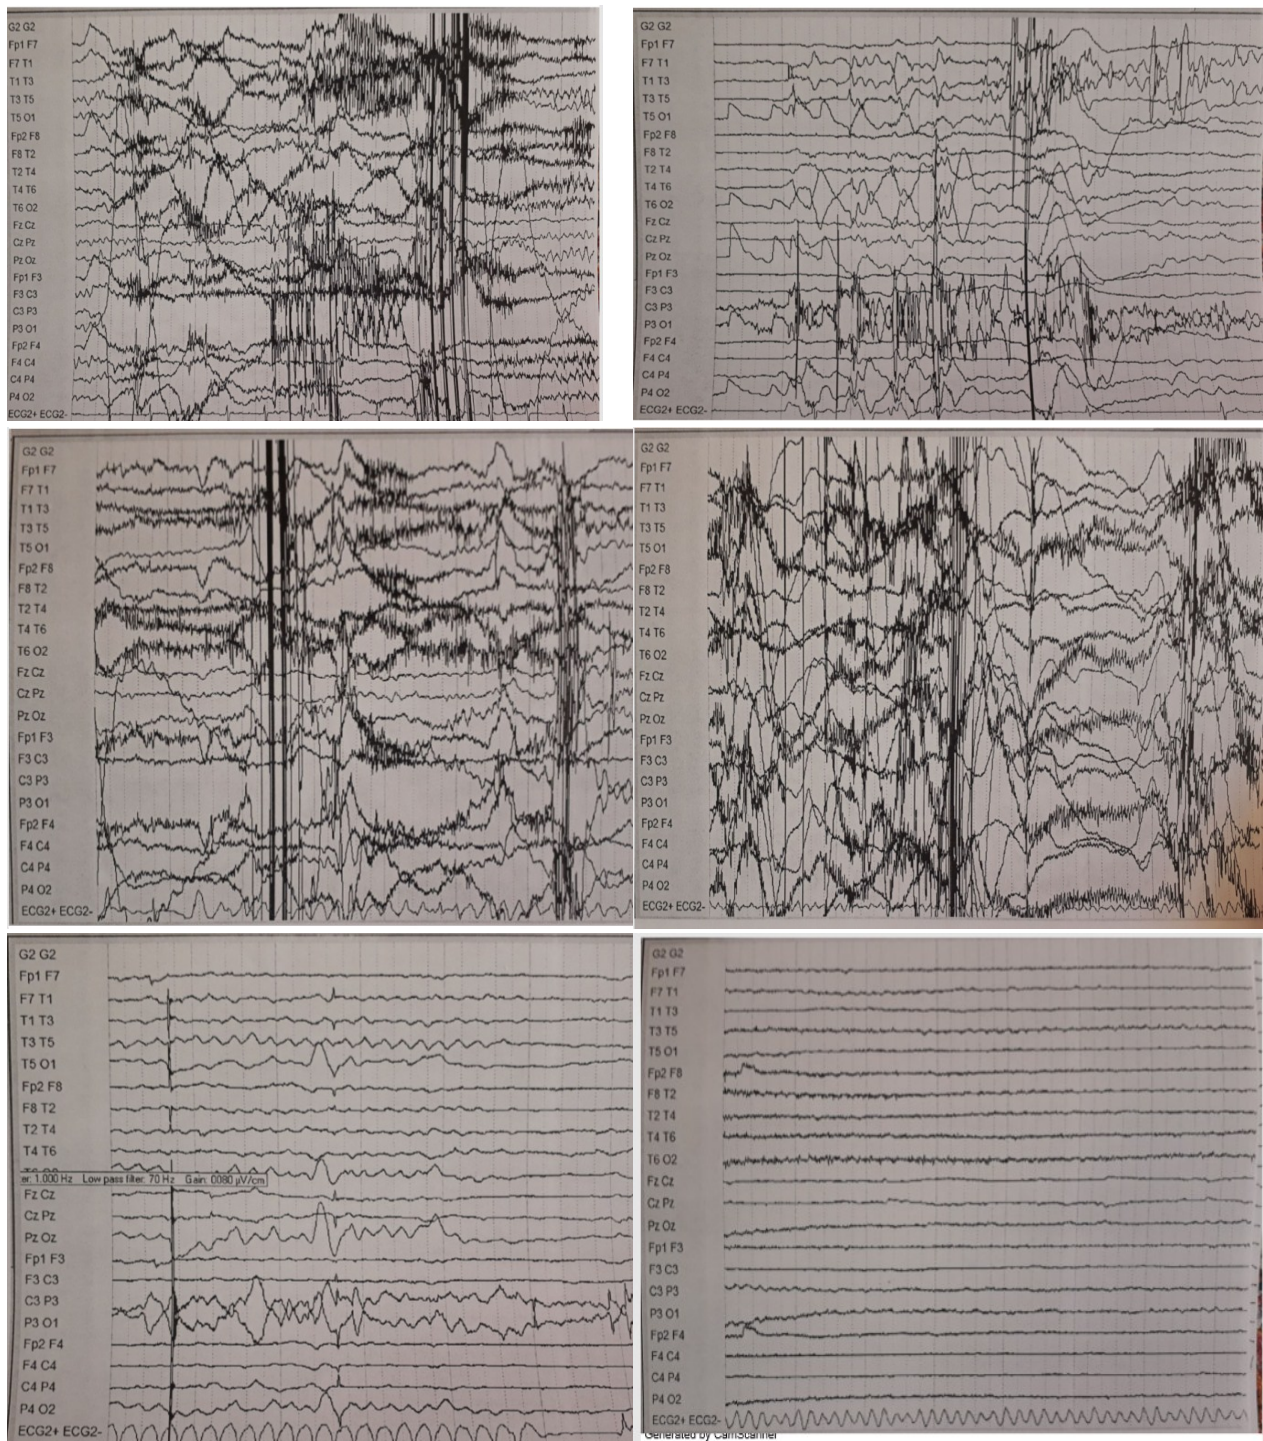 G2 G2
Fp1 F7
F7 T1
T1 T3
T3 T5
T5 O1
Fp2 F8
F8 T2
T2 T4
T4 T6
T6 O2
Fz Cz
Cz Pz
Pz Oz
Fp1 F3
F3 C3
C3 P3
P3 O1
Fp2 F4
F4 C4
C4 P4
P4 O2
ECG2+ ECG2-
G2 G2
Fp1 F7
F7 T1
T1 T3
T3 T5
T5 O1
Fp2 F8
F8 T2
T2 T4
T4 T6
T6 O2
Fz Cz
Cz Pz
Pz Oz
Fp1 F3
F3 C3
C3 P3
P3 O1
Fp2 F4
F4 C4
C4 P4
P4 O2
ECG2+ ECG2-
G2 G2
Fp1 F7
F7 T1
T1 T3
T3 T5
T5 O1
Fp2 F8
F8 T2
T2 T4
T4 T6
T6 O2
Fz Cz
Cz Pz
Pz Oz
Fp1 F3
F3 C3
C3 P3
P3 O1
Fp2 F4
F4 C4
C4 P4
P4 O2
ECG2+ ECG2-
G2 G2
Fp1 F7
F7 T1
T1 T3
T3 T5
T5 O1
Fp2 F8
F8 T2
T2 T4
T4 T6
T6 O2
Fz Cz
Cz Pz
Pz Oz
Fp1 F3
F3 C3
C3 P3
P3 O1
Fp2 F4
F4 C4
C4 P4
P4 O2
ECG2+ ECG2-
G2 G2
Fp1 F7
F7 T1
T1 T3
T3 T5
T5 O1
Fp2 F8
F8 T2
T2 T4
T4 T6
er: 1.000 Hz Low pass filter: 70 Hz Gain: 0080 µV/cm
Fz Cz
Cz Pz
Pz Oz
Fp1 F3
F3 C3
C3 P3
P3 O1
Fp2 F4
F4 C4
C4 P4
P4 O2
ECG2+ ECG2-
G2 G2
Fp1 F7
F7 T1
T1 T3
T3 T5
T5 O1
Fp2 F8
F8 T2
T2 T4
T4 T6
T6 O2
Fz Cz
Cz Pz
Pz Oz
Fp1 F3
F3 C3
C3 P3
P3 O1
Fp2 F4
F4 C4
C4 P4
P4 O2
ECG2+ ECG2-
Generated by CamScanner